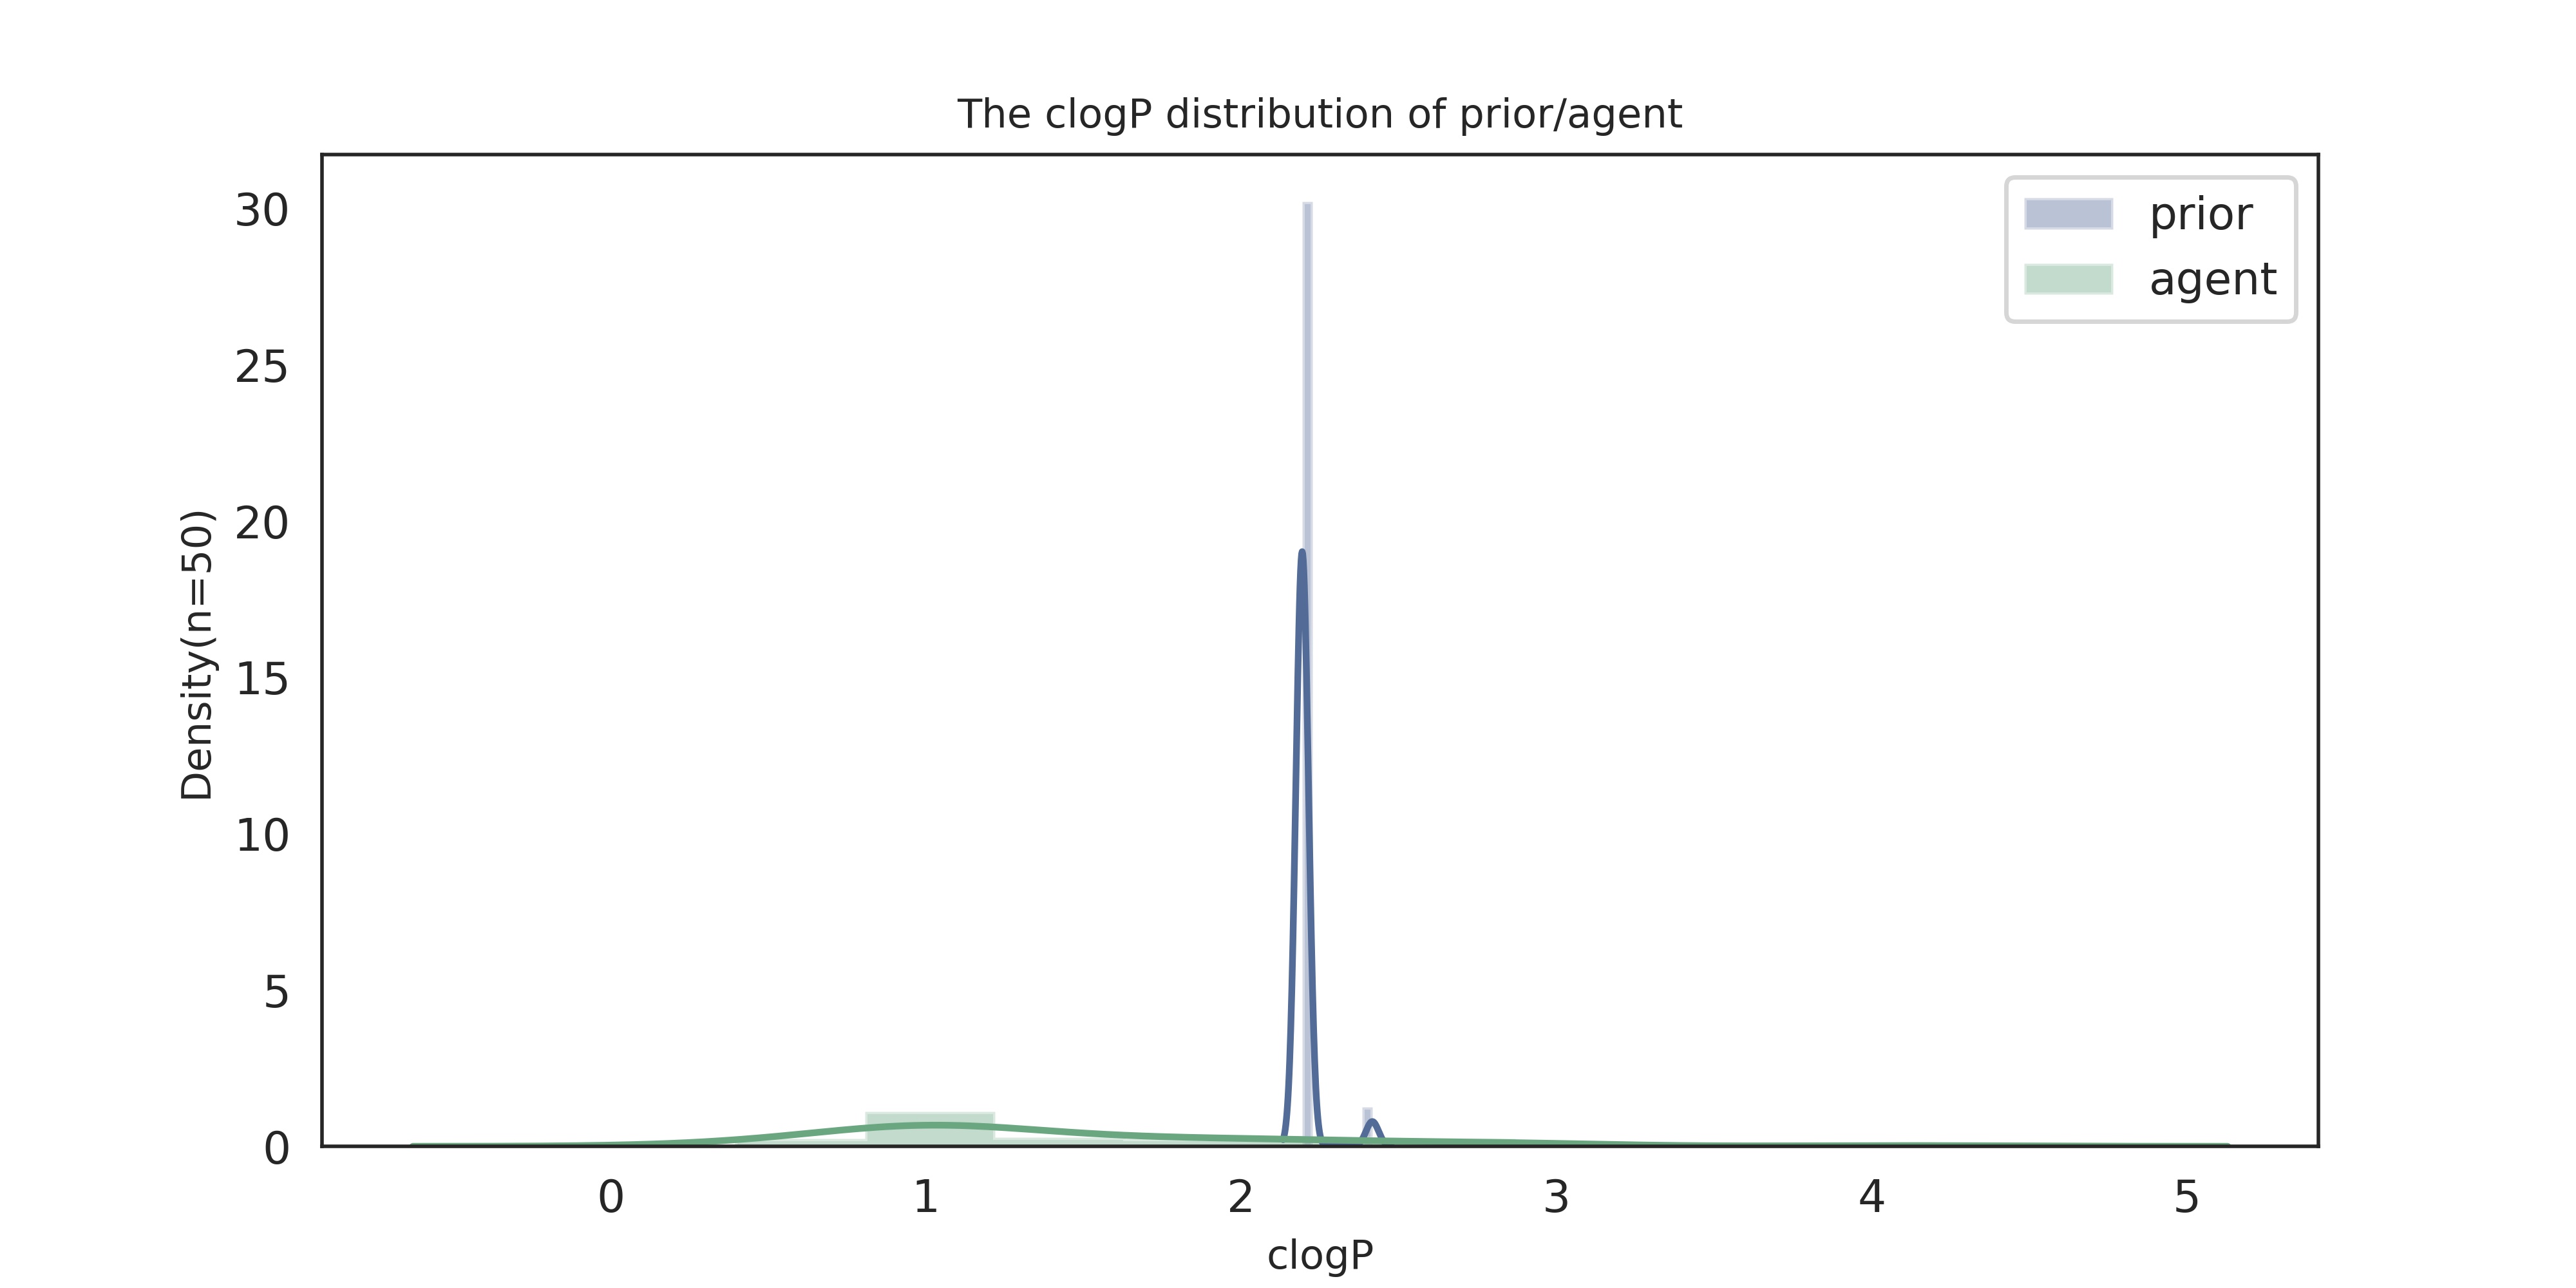 The clogP distribution of prior/agent
prior
agent
Density(n=50)
30
25
20
15
10
5
0
0 1 2 3 4 5
clogP